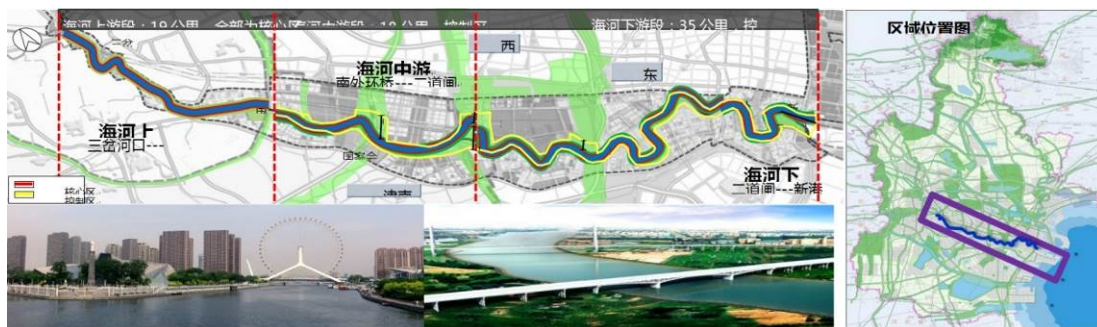 海河上游段：19公里，全部为核心区
海河中游段：18公里，控制区
海河下游段：35公里，控
西
东
海河中游
南外环桥---二道闸
海河上
三岔河口---
海河下
二道闸---新港
津南
核心区
控制区
区域位置图